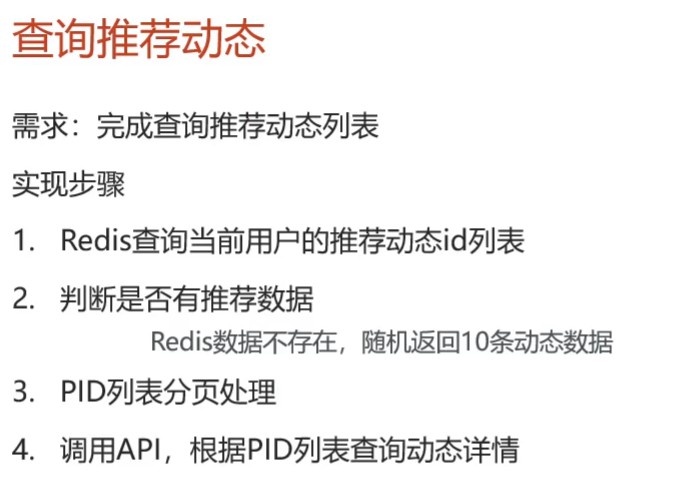 查询推荐动态
需求：完成查询推荐动态列表
实现步骤
1. Redis查询当前用户的推荐动态id列表
2. 判断是否有推荐数据
Redis数据不存在，随机返回10条动态数据
3. PID列表分页处理
4. 调用API，根据PID列表查询动态详情